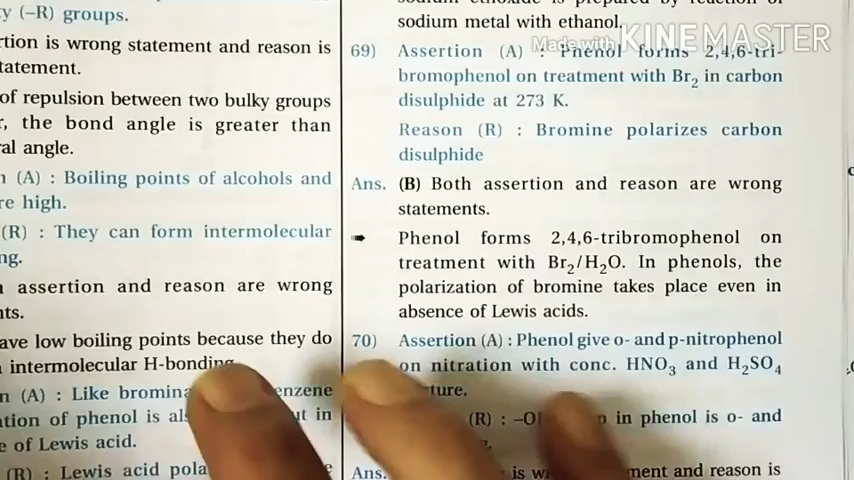 y (–R) groups.
rtion is wrong statement and reason is
tatement.
of repulsion between two bulky groups
r, the bond angle is greater than
ral angle.
n (A) : Boiling points of alcohols and
re high.
(R) : They can form intermolecular
ng.
n assertion and reason are wrong
nts.
ave low boiling points because they do
n intermolecular H-bonding
n (A) : Like bromina enzene
ation of phenol is als ut in
e of Lewis acid.
(R) : Lewis acid pola
sodium metal with ethanol.
Made with KINEMASTER
69) Assertion (A) : Phenol forms 2,4,6-tri-
bromophenol on treatment with Br₂ in carbon
disulphide at 273 K.
Reason (R) : Bromine polarizes carbon
disulphide
Ans. (B) Both assertion and reason are wrong
statements.
➠ Phenol forms 2,4,6-tribromophenol on
treatment with Br₂/H₂O. In phenols, the
polarization of bromine takes place even in
absence of Lewis acids.
70) Assertion (A) : Phenol give o- and p-nitrophenol
on nitration with conc. HNO₃ and H₂SO₄
ture.
(R) : –O p in phenol is o- and
Ans. is w ment and reason is